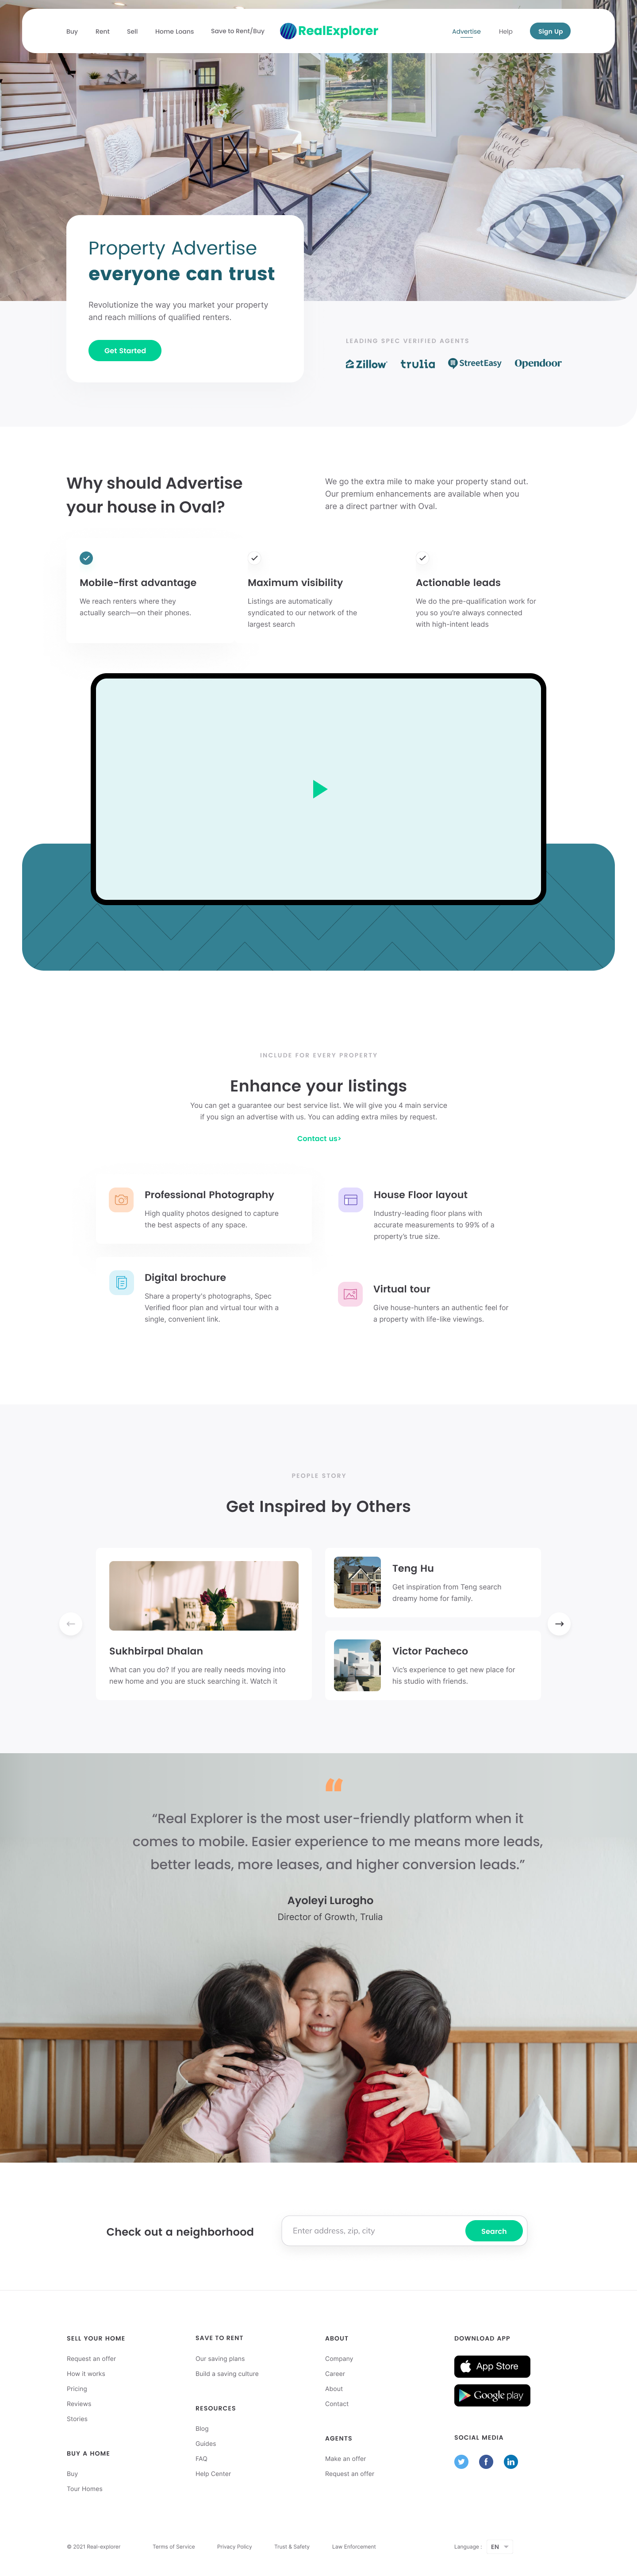 Buy Rent Sell Home Loans Save to Rent/Buy RealExplorer Advertise Help Sign Up
home
sweet
home
Property Advertise
everyone can trust
Revolutionize the way you market your property
and reach millions of qualified renters.
Get Started
LEADING SPEC VERIFIED AGENTS
Zillow trulia StreetEasy Opendoor
Why should Advertise
your house in Oval?
We go the extra mile to make your property stand out.
Our premium enhancements are available when you
are a direct partner with Oval.
Mobile-first advantage
We reach renters where they
actually search—on their phones.
Maximum visibility
Listings are automatically
syndicated to our network of the
largest search
Actionable leads
We do the pre-qualification work for
you so you're always connected
with high-intent leads
INCLUDE FOR EVERY PROPERTY
Enhance your listings
You can get a guarantee our best service list. We will give you 4 main service
if you sign an advertise with us. You can adding extra miles by request.
Contact us>
Professional Photography
High quality photos designed to capture
the best aspects of any space.
House Floor layout
Industry-leading floor plans with
accurate measurements to 99% of a
property's true size.
Digital brochure
Share a property's photographs, Spec
Verified floor plan and virtual tour with a
single, convenient link.
Virtual tour
Give house-hunters an authentic feel for
a property with life-like viewings.
PEOPLE STORY
Get Inspired by Others
Sukhbirpal Dhalan
What can you do? If you are really needs moving into
new home and you are stuck searching it. Watch it
Teng Hu
Get inspiration from Teng search
dreamy home for family.
Victor Pacheco
Vic's experience to get new place for
his studio with friends.
“Real Explorer is the most user-friendly platform when it
comes to mobile. Easier experience to me means more leads,
better leads, more leases, and higher conversion leads.”
Ayoleyi Lurogho
Director of Growth, Trulia
Check out a neighborhood
Enter address, zip, city
Search
SELL YOUR HOME
Request an offer
How it works
Pricing
Reviews
Stories
BUY A HOME
Buy
Tour Homes
SAVE TO RENT
Our saving plans
Build a saving culture
RESOURCES
Blog
Guides
FAQ
Help Center
ABOUT
Company
Career
About
Contact
AGENTS
Make an offer
Request an offer
DOWNLOAD APP
App Store
Google play
SOCIAL MEDIA
© 2021 Real-explorer Terms of Service Privacy Policy Trust & Safety Law Enforcement Language : EN